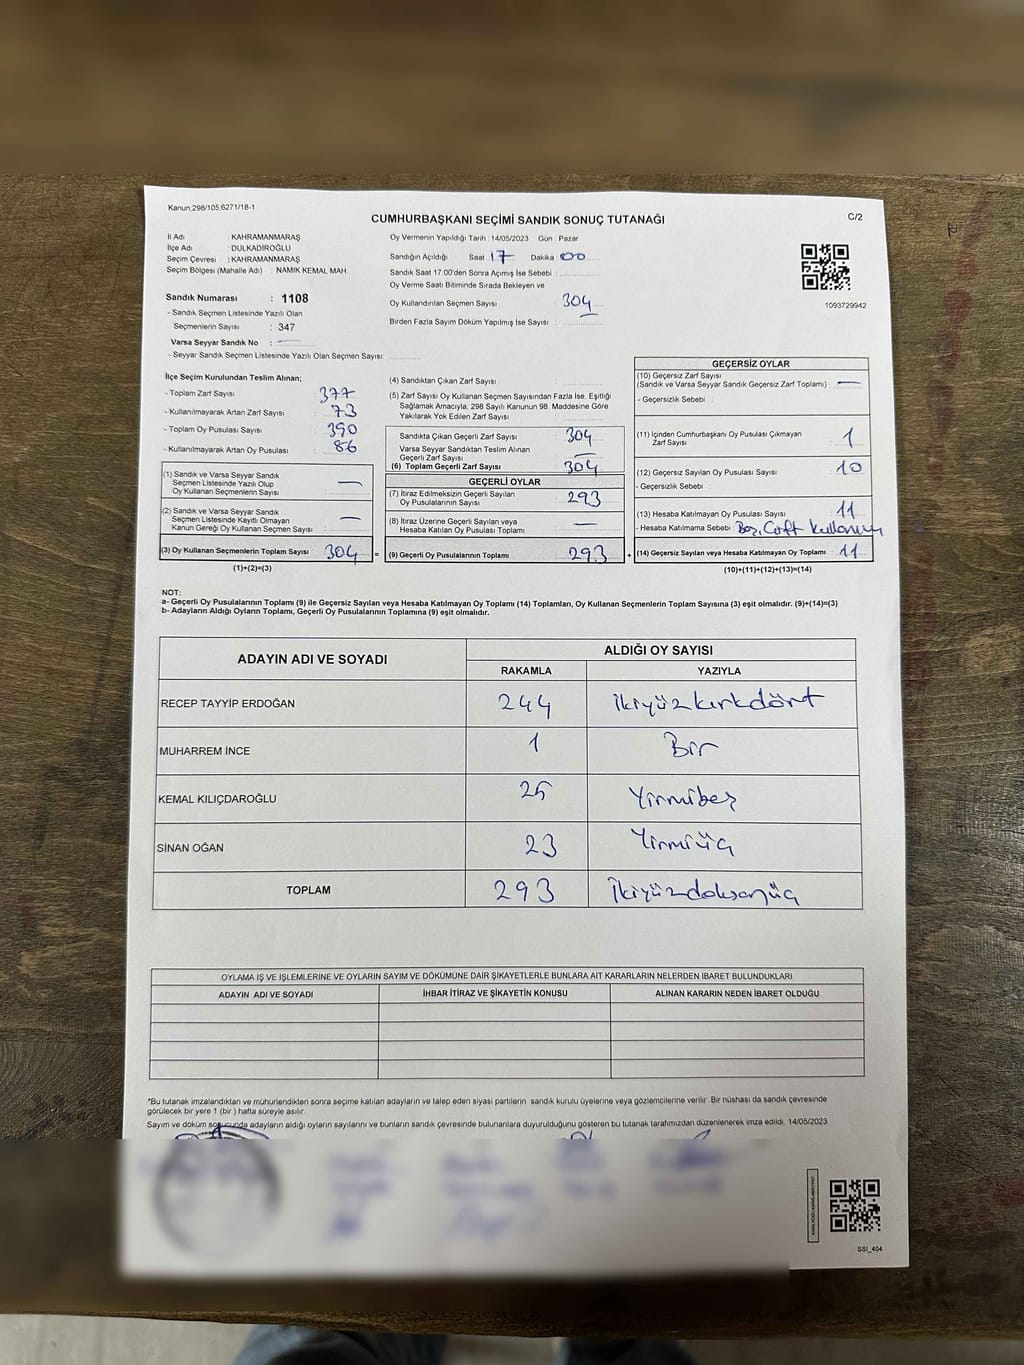 Kanun,298/105,6271/18-1
CUMHURBAŞKANI SEÇİMİ SANDIK SONUÇ TUTANAĞI
C/2
İl Adı : KAHRAMANMARAŞ
İlçe Adı : DULKADİROĞLU
Seçim Çevresi : KAHRAMANMARAŞ
Seçim Bölgesi (Mahalle Adı) : NAMIK KEMAL MAH.
Sandık Numarası : 1108
- Sandık Seçmen Listesinde Yazılı Olan
Seçmenlerin Sayısı : 347
Varsa Seyyar Sandık No : —
- Seyyar Sandık Seçmen Listesinde Yazılı Olan Seçmen Sayısı:
Oy Vermenin Yapıldığı Tarih : 14/05/2023 Gün : Pazar
Sandığın Açıldığı Saat 17 Dakika 00
Sandık Saat 17:00'den Sonra Açımış İse Sebebi :
Oy Verme Saati Bitiminde Sırada Bekleyen ve
Oy Kullandırılan Seçmen Sayısı : 304
Birden Fazla Sayım Döküm Yapılmış İse Sayısı : —
1093729942
İlçe Seçim Kurulundan Teslim Alınan;
- Toplam Zarf Sayısı 377
- Kullanılmayarak Artan Zarf Sayısı : 73
- Toplam Oy Pusulası Sayısı : 390
- Kullanılmayarak Artan Oy Pusulası : 86
(1) Sandık ve Varsa Seyyar Sandık
Seçmen Listesinde Yazılı Olup
Oy Kullanan Seçmenlerin Sayısı : —
(2) Sandık ve Varsa Seyyar Sandık
Seçmen Listesinde Kayıtlı Olmayan
Kanun Gereği Oy Kullanan Seçmen Sayısı : —
(3) Oy Kullanan Seçmenlerin Toplam Sayısı 304 =
(1)+(2)=(3)
(4) Sandıktan Çıkan Zarf Sayısı :
(5) Zarf Sayısı Oy Kullanan Seçmen Sayısından Fazla İse, Eşitliği
Sağlamak Amacıyla, 298 Sayılı Kanunun 98. Maddesine Göre
Yakılarak Yok Edilen Zarf Sayısı :
Sandıkta Çıkan Geçerli Zarf Sayısı : 304
Varsa Seyyar Sandıktan Teslim Alınan
Geçerli Zarf Sayısı : —
(6) Toplam Geçerli Zarf Sayısı : 304
GEÇERLİ OYLAR
(7) İtiraz Edilmeksizin Geçerli Sayılan
Oy Pusulalarının Sayısı : 293
(8) İtiraz Üzerine Geçerli Sayılan veya
Hesaba Katılan Oy Pusulası Sayısı : —
(9) Geçerli Oy Pusulalarının Toplamı : 293 +
GEÇERSİZ OYLAR
(10) Geçersiz Zarf Sayısı
(Sandık ve Varsa Seyyar Sandık Geçersiz Zarf Toplamı) : —
- Geçersizlik Sebebi :
(11) İçinden Cumhurbaşkanı Oy Pusulası Çıkmayan
Zarf Sayısı : 1
(12) Geçersiz Sayılan Oy Pusulası Sayısı : 10
- Geçersizlik Sebebi :
(13) Hesaba Katılmayan Oy Pusulası Sayısı : 11
- Hesaba Katılmama Sebebi : Boş, Çift kullanım
(14) Geçersiz Sayılan veya Hesaba Katılmayan Oy Toplamı : 11
(10)+(11)+(12)+(13)=(14)
NOT:
a- Geçerli Oy Pusulalarının Toplamı (9) ile Geçersiz Sayılan veya Hesaba Katılmayan Oy Toplamı (14) Toplamları, Oy Kullanan Seçmenlerin Toplam Sayısına (3) eşit olmalıdır. (9)+(14)=(3)
b- Adayların Aldığı Oyların Toplamı, Geçerli Oy Pusulalarının Toplamına (9) eşit olmalıdır.
ADAYIN ADI VE SOYADI
ALDIĞI OY SAYISI
RAKAMLA YAZIYLA
RECEP TAYYİP ERDOĞAN 244 İkiyüzkırkdört
MUHARREM İNCE 1 Bir
KEMAL KILIÇDAROĞLU 25 Yirmibeş
SİNAN OĞAN 23 Yirmiüç
TOPLAM 293 İkiyüzdoksanüç
OYLAMA İŞ VE İŞLEMLERİNE VE OYLARIN SAYIM VE DÖKÜMÜNE DAİR ŞİKAYETLERLE BUNLARA AİT KARARLARIN NELERDEN İBARET BULUNDUKLARI
ADAYIN ADI VE SOYADI İHBAR İTİRAZ VE ŞİKAYETİN KONUSU ALINAN KARARIN NEDEN İBARET OLDUĞU
*Bu tutanak imzalandıktan ve mühürlendikten sonra seçime katılan adayların ve talep eden siyasi partilerin sandık kurulu üyelerine veya gözlemcilerine verilir. Bir nüshası da sandık çevresinde
görülecek bir yere 1 (bir ) hafta süreyle asılır.
Sayım ve döküm sonucunda adayların aldığı oyların sayılarını ve bunların sandık çevresinde bulunanlara duyurulduğunu gösteren bu tutanak tarafımızdan düzenlenerek imza edildi. 14/05/2023
SSI_404